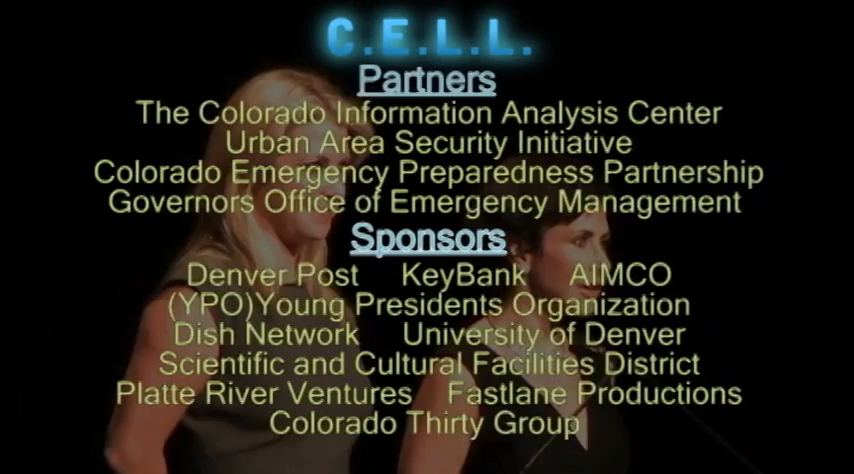 C.E.L.L.
Partners
The Colorado Information Analysis Center
Urban Area Security Initiative
Colorado Emergency Preparedness Partnership
Governors Office of Emergency Management
Sponsors
Denver Post KeyBank AIMCO
(YPO)Young Presidents Organization
Dish Network University of Denver
Scientific and Cultural Facilities District
Platte River Ventures Fastlane Productions
Colorado Thirty Group